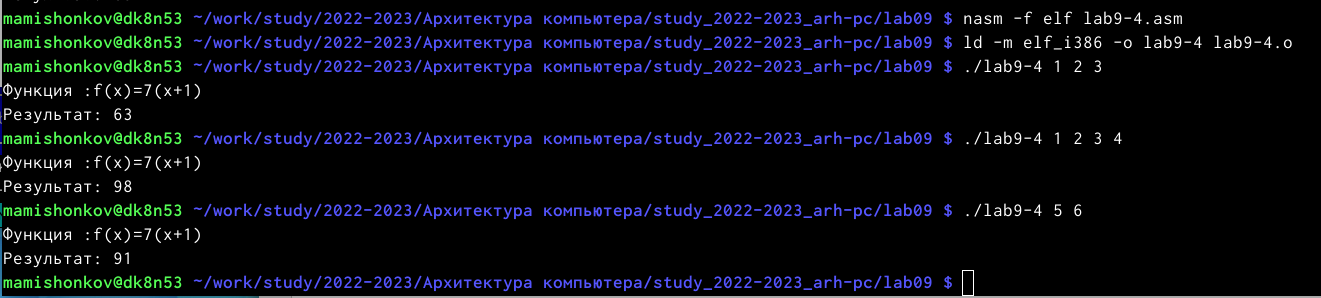 mamishonkov@dk8n53 ~/work/study/2022-2023/Архитектура компьютера/study_2022-2023_arh-pc/lab09 $ nasm -f elf lab9-4.asm
mamishonkov@dk8n53 ~/work/study/2022-2023/Архитектура компьютера/study_2022-2023_arh-pc/lab09 $ ld -m elf_i386 -o lab9-4 lab9-4.o
mamishonkov@dk8n53 ~/work/study/2022-2023/Архитектура компьютера/study_2022-2023_arh-pc/lab09 $ ./lab9-4 1 2 3
Функция :f(x)=7(x+1)
Результат: 63
mamishonkov@dk8n53 ~/work/study/2022-2023/Архитектура компьютера/study_2022-2023_arh-pc/lab09 $ ./lab9-4 1 2 3 4
Функция :f(x)=7(x+1)
Результат: 98
mamishonkov@dk8n53 ~/work/study/2022-2023/Архитектура компьютера/study_2022-2023_arh-pc/lab09 $ ./lab9-4 5 6
Функция :f(x)=7(x+1)
Результат: 91
mamishonkov@dk8n53 ~/work/study/2022-2023/Архитектура компьютера/study_2022-2023_arh-pc/lab09 $